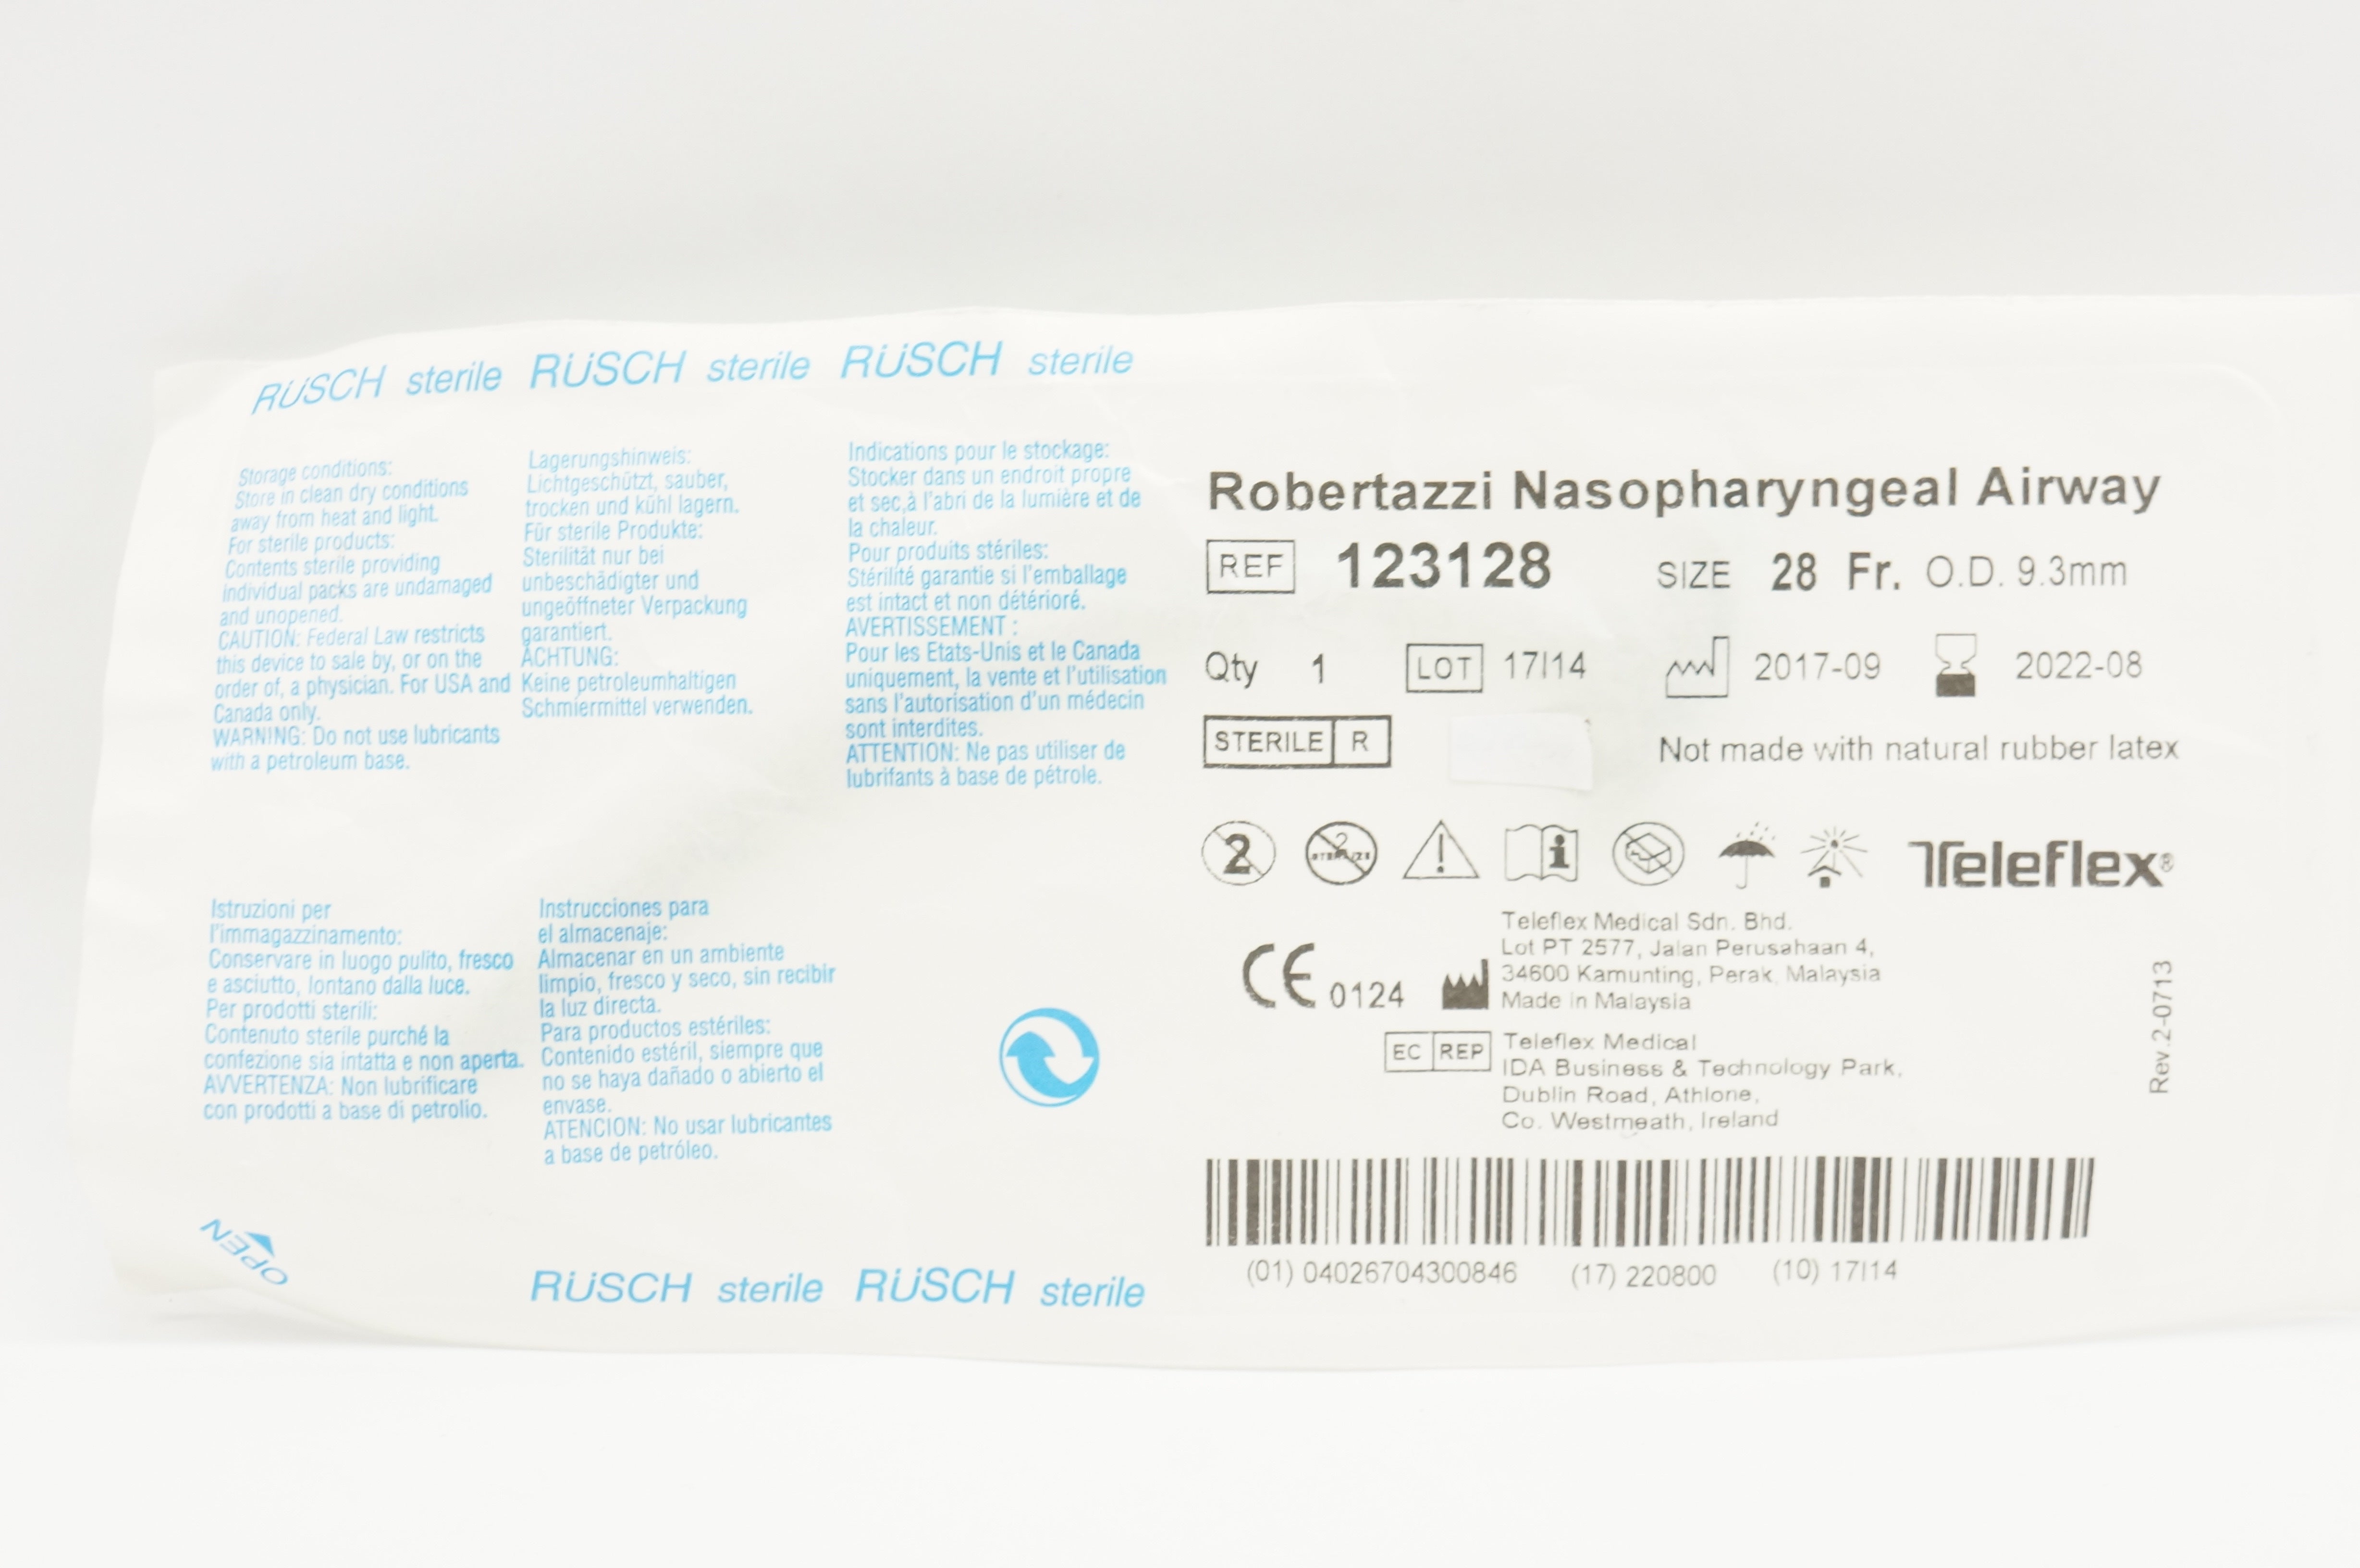 RÜSCH sterile RÜSCH sterile RÜSCH sterile
Storage conditions:
Store in clean dry conditions
away from heat and light.
For sterile products:
Contents sterile providing
individual packs are undamaged
and unopened.
CAUTION: Federal Law restricts
this device to sale by, or on the
order of, a physician. For USA and
Canada only.
WARNING: Do not use lubricants
with a petroleum base.
Lagerungshinweis:
Lichtgeschützt, sauber,
trocken und kühl lagern.
Für sterile Produkte:
Sterilität nur bei
unbeschädigter und
ungeöffneter Verpackung
garantiert.
ACHTUNG:
Keine petroleumhaltigen
Schmiermittel verwenden.
Indications pour le stockage:
Stocker dans un endroit propre
et sec,à l'abri de la lumière et de
la chaleur.
Pour produits stériles:
Stérilité garantie si l'emballage
est intact et non détérioré.
AVERTISSEMENT :
Pour les Etats-Unis et le Canada
uniquement, la vente et l'utilisation
sans l'autorisation d'un médecin
sont interdites.
ATTENTION: Ne pas utiliser de
lubrifants à base de pétrole.
Istruzioni per
l'immagazzinamento:
Conservare in luogo pulito, fresco
e asciutto, lontano dalla luce.
Per prodotti sterili:
Contenuto sterile purché la
confezione sia intatta e non aperta.
AVVERTENZA: Non lubrificare
con prodotti a base di petrolio.
Instrucciones para
el almacenaje:
Almacenar en un ambiente
limpio, fresco y seco, sin recibir
la luz directa.
Para productos estériles:
Contenido estéril, siempre que
no se haya dañado o abierto el
envase.
ATENCION: No usar lubricantes
a base de petróleo.
OPEN
RÜSCH sterile RÜSCH sterile
Robertazzi Nasopharyngeal Airway
REF 123128 SIZE 28 Fr. O.D. 9.3mm
Qty 1 LOT 17I14 2017-09 2022-08
STERILE R Not made with natural rubber latex
2 2 STERILIZE Teleflex®
CE 0124
Teleflex Medical Sdn. Bhd.
Lot PT 2577, Jalan Perusahaan 4,
34600 Kamunting, Perak, Malaysia
Made in Malaysia
EC REP Teleflex Medical
IDA Business & Technology Park,
Dublin Road, Athlone,
Co. Westmeath, Ireland
Rev.2-0713
(01) 04026704300846 (17) 220800 (10) 17I14